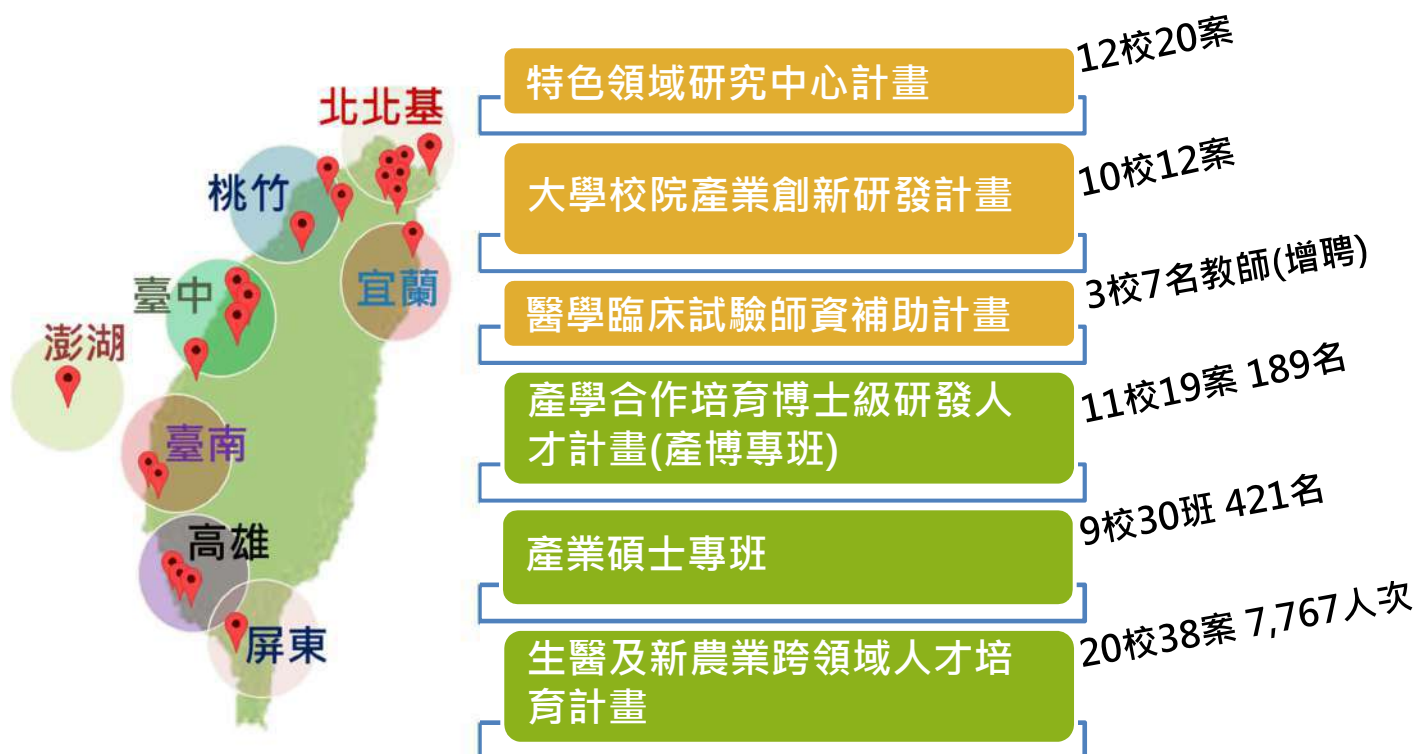 北北基
桃竹
宜蘭
臺中
澎湖
臺南
高雄
屏東
特色領域研究中心計畫
12校20案
大學校院產業創新研發計畫
10校12案
醫學臨床試驗師資補助計畫
3校7名教師(增聘)
產學合作培育博士級研發人
才計畫(產博專班)
11校19案 189名
產業碩士專班
9校30班 421名
生醫及新農業跨領域人才培
育計畫
20校38案 7,767人次